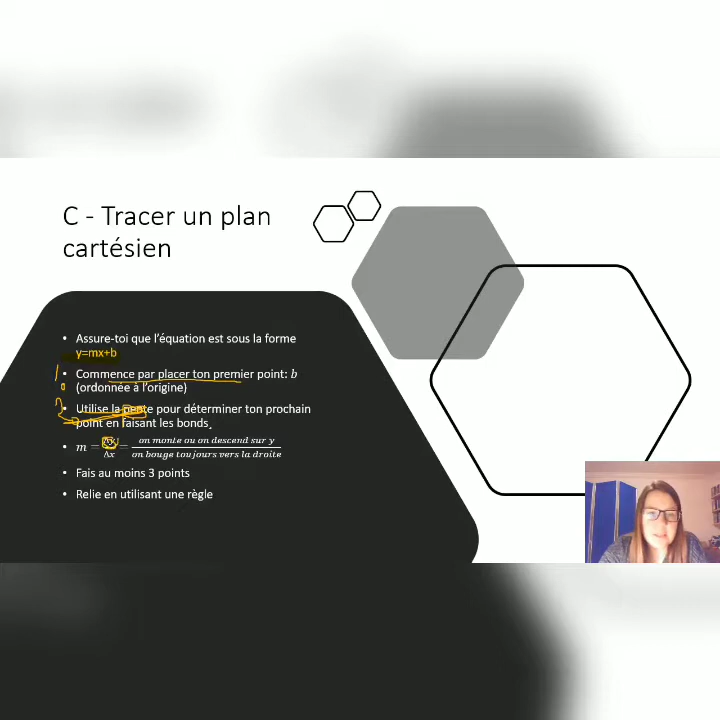 C - Tracer un plan
cartésien
• Assure-toi que l'équation est sous la forme
y=mx+b
1. • Commence par placer ton premier point: b
(ordonnée à l'origine)
2 • Utilise la pente pour déterminer ton prochain
point en faisant les bonds.
• m = Δy/Δx = on monte ou on descend sur y / on bouge toujours vers la droite
• Fais au moins 3 points
• Relie en utilisant une règle